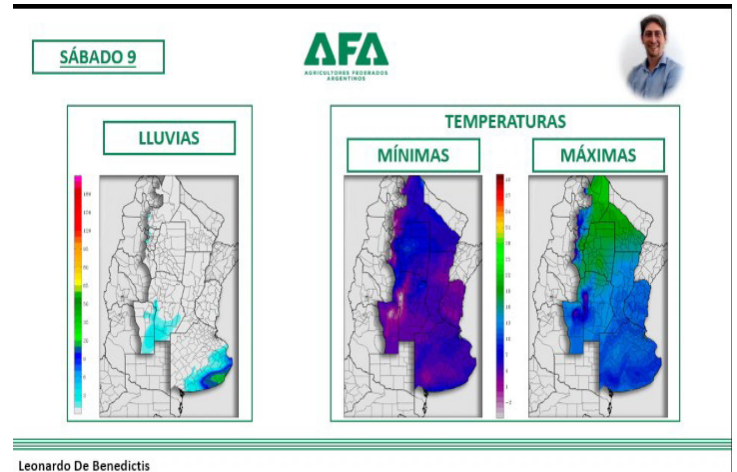 SÁBADO 9
AFA
AGRICULTORES FEDERADOS
ARGENTINOS
LLUVIAS
TEMPERATURAS
MÍNIMAS
MÁXIMAS
Leonardo De Benedictis